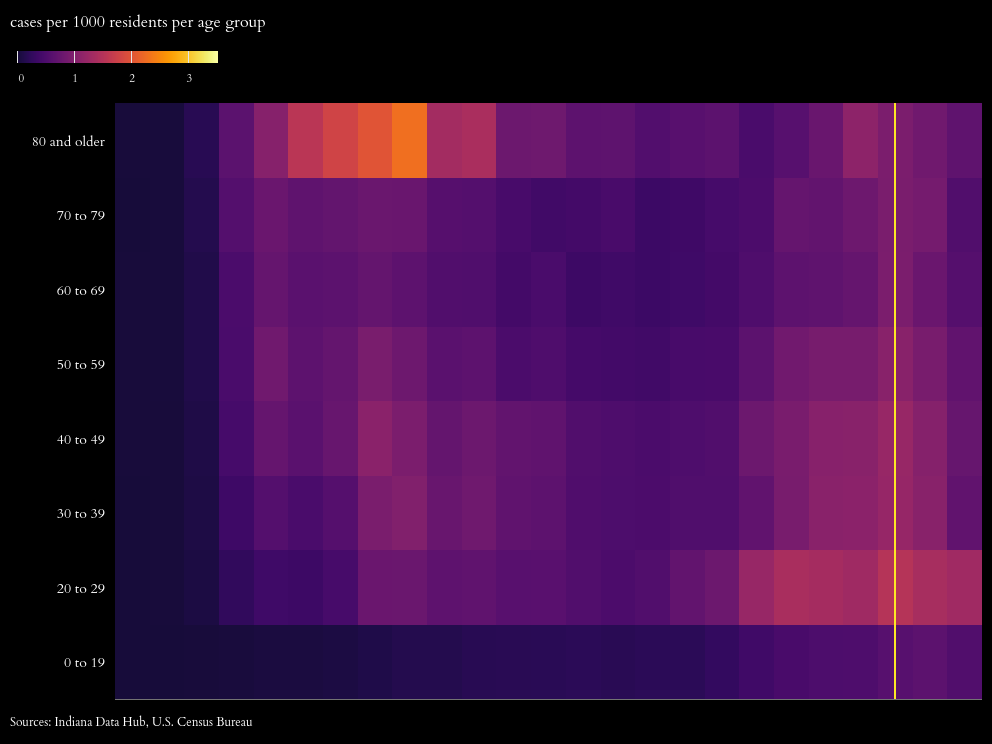 cases per 1000 residents per age group
0 1 2 3
80 and older
70 to 79
60 to 69
50 to 59
40 to 49
30 to 39
20 to 29
0 to 19
Sources: Indiana Data Hub, U.S. Census Bureau